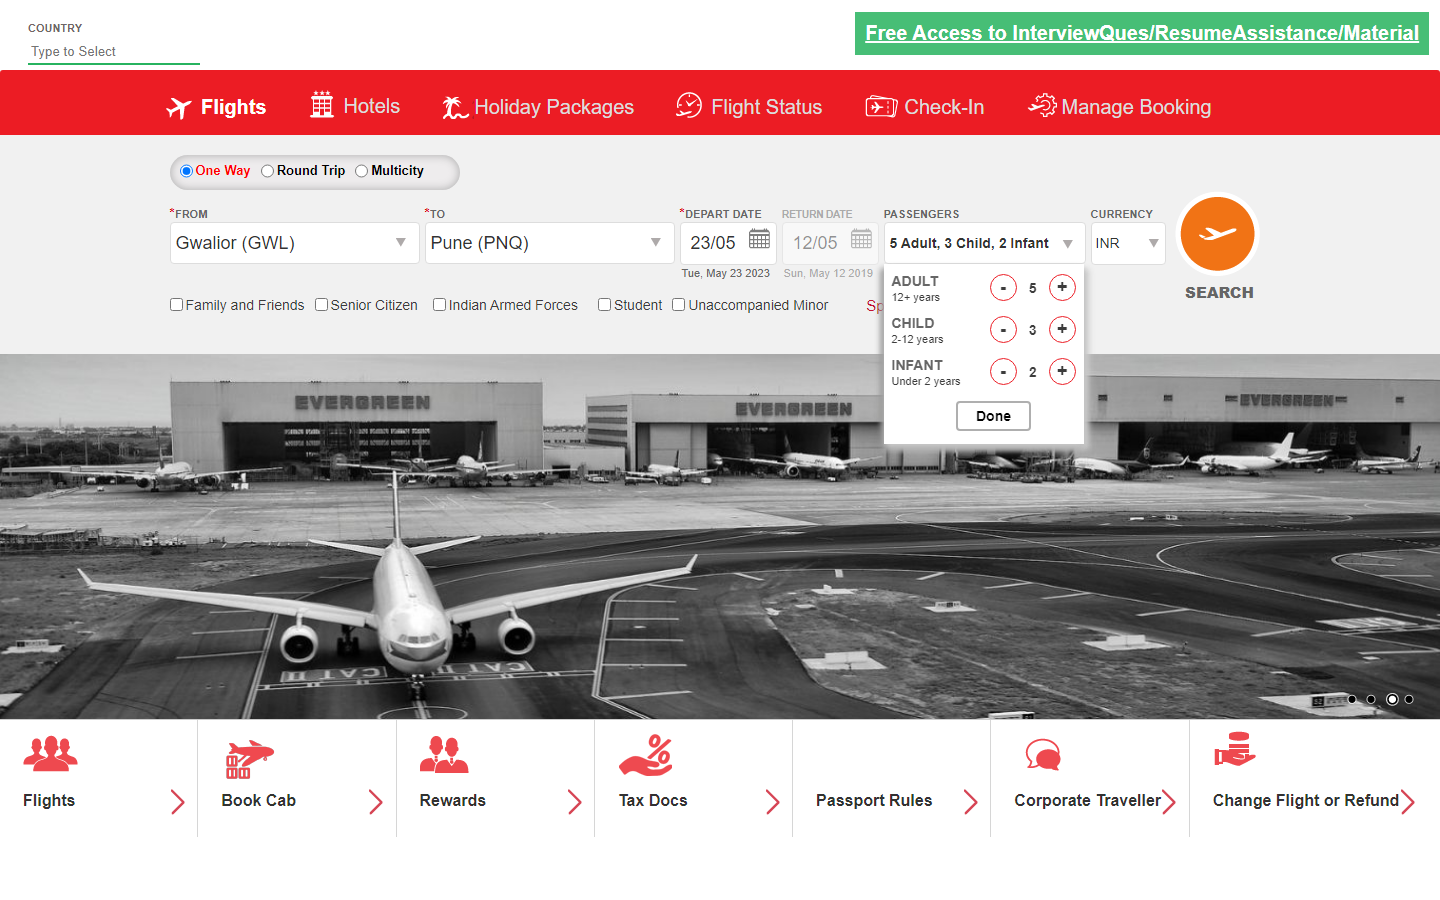 COUNTRY
Type to Select
Free Access to InterviewQues/ResumeAssistance/Material
Flights
Hotels
Holiday Packages
Flight Status
Check-In
Manage Booking
One Way
Round Trip
Multicity
*FROM
*TO
*DEPART DATE
RETURN DATE
PASSENGERS
CURRENCY
Gwalior (GWL)
Pune (PNQ)
23/05
12/05
5 Adult, 3 Child, 2 Infant
INR
Tue, May 23 2023
Sun, May 12 2019
SEARCH
Family and Friends
Senior Citizen
Indian Armed Forces
Student
Unaccompanied Minor
Sp
ADULT
12+ years
- 5 +
CHILD
2-12 years
- 3 +
INFANT
Under 2 years
- 2 +
Done
EVERGREEN
EVERGREEN
EVERGREEN
CAT III
CAT III
Flights
Book Cab
Rewards
Tax Docs
Passport Rules
Corporate Traveller
Change Flight or Refund